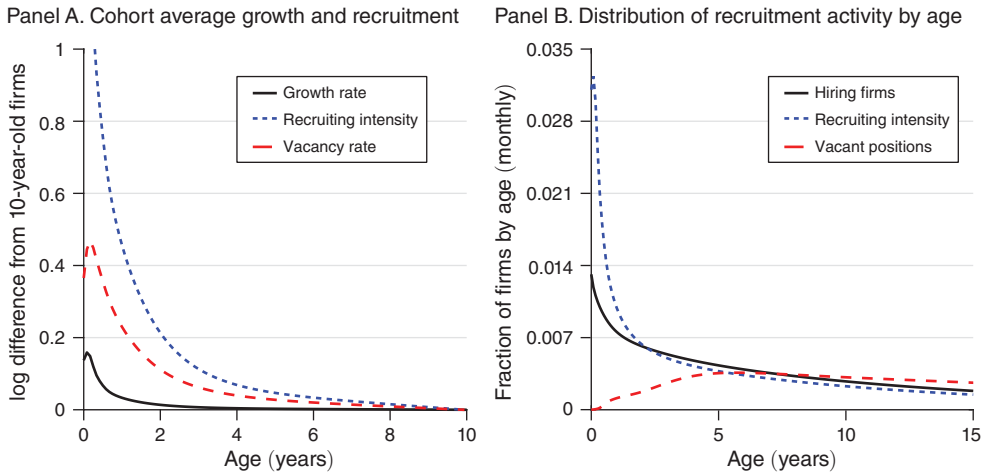 Panel A. Cohort average growth and recruitment
log difference from 10-year-old firms
1
0.8
0.6
0.4
0.2
0
Growth rate
Recruiting intensity
Vacancy rate
0 2 4 6 8 10
Age (years)
Panel B. Distribution of recruitment activity by age
Fraction of firms by age (monthly)
0.035
0.028
0.021
0.014
0.007
0
Hiring firms
Recruiting intensity
Vacant positions
0 5 10 15
Age (years)